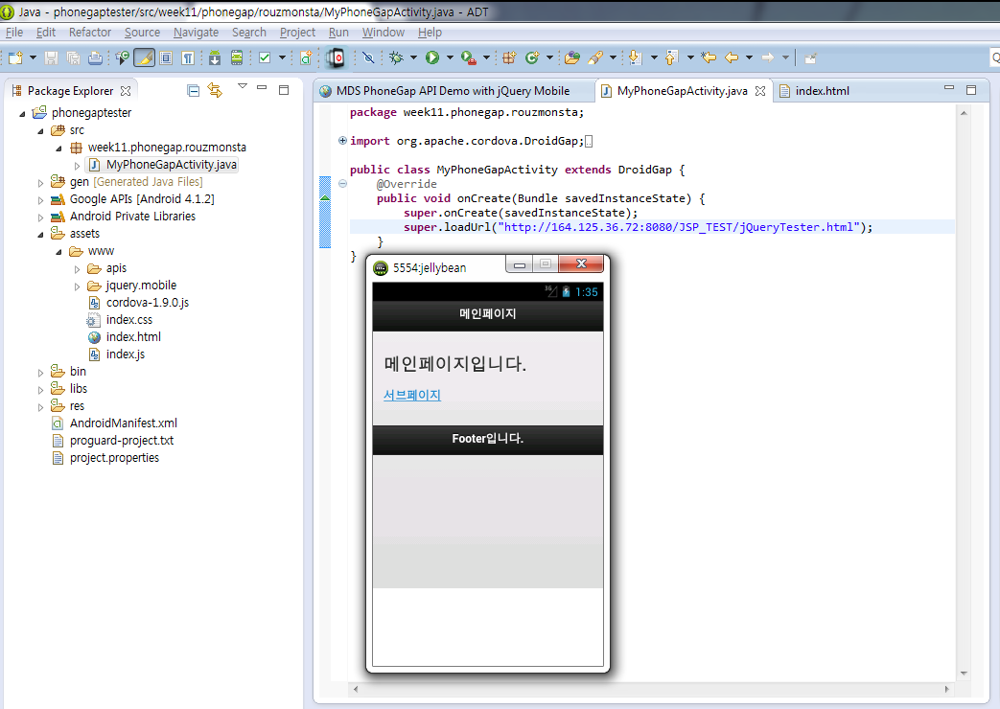 Java - phonegaptester/src/week11/phonegap/rouzmonsta/MyPhoneGapActivity.java - ADT
File Edit Refactor Source Navigate Search Project Run Window Help
Package Explorer
phonegaptester
src
week11.phonegap.rouzmonsta
MyPhoneGapActivity.java
gen [Generated Java Files]
Google APIs [Android 4.1.2]
Android Private Libraries
assets
www
apis
jquery.mobile
cordova-1.9.0.js
index.css
index.html
index.js
bin
libs
res
AndroidManifest.xml
proguard-project.txt
project.properties
MDS PhoneGap API Demo with jQuery Mobile MyPhoneGapActivity.java index.html
package week11.phonegap.rouzmonsta;
import org.apache.cordova.DroidGap;
public class MyPhoneGapActivity extends DroidGap {
@Override
public void onCreate(Bundle savedInstanceState) {
super.onCreate(savedInstanceState);
super.loadUrl("http://164.125.36.72:8080/JSP_TEST/jQueryTester.html");
}
}
5554:jellybean
3G 1:35
메인페이지
메인페이지입니다.
서브페이지
Footer입니다.